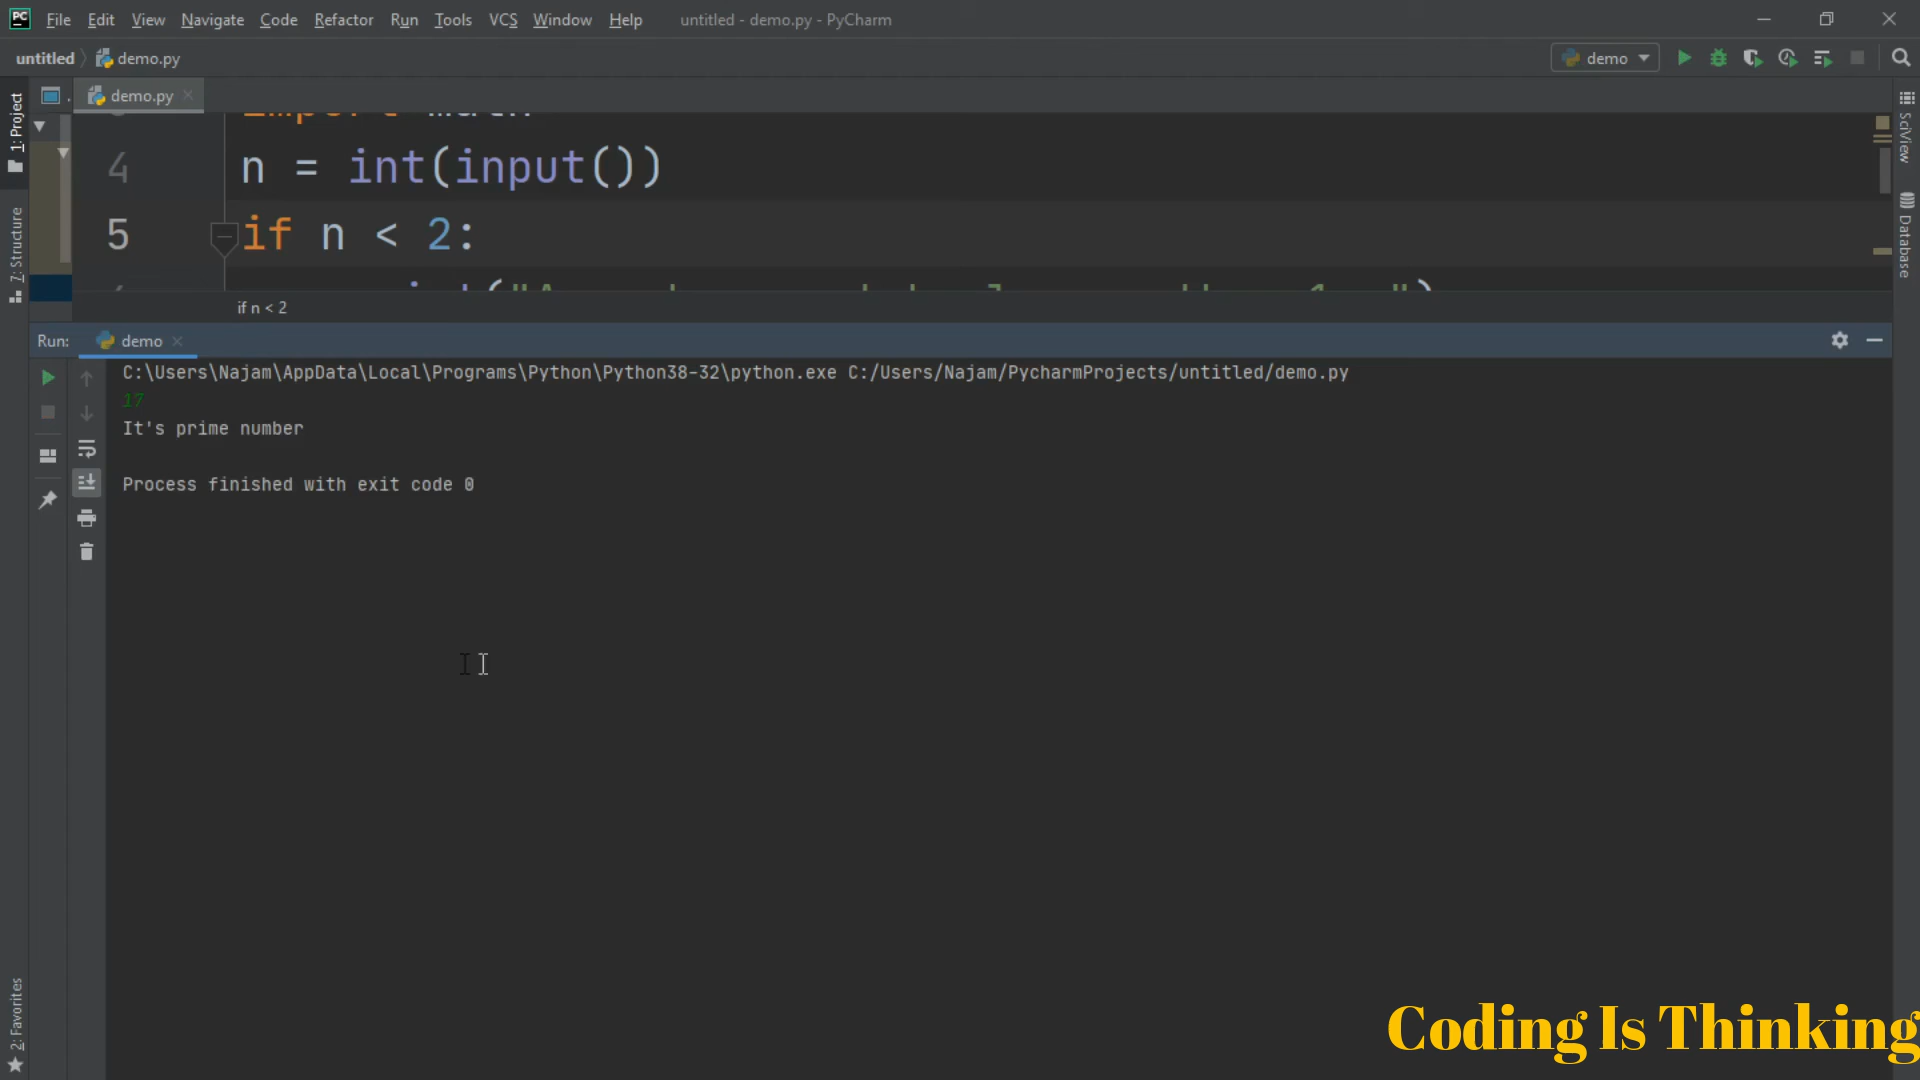 PC File Edit View Navigate Code Refactor Run Tools VCS Window Help untitled - demo.py - PyCharm
untitled demo.py demo
1: Project
demo.py
4 n = int(input())
5 if n < 2:
if n < 2
7: Structure
SciView
Database
Run: demo
C:\Users\Najam\AppData\Local\Programs\Python\Python38-32\python.exe C:/Users/Najam/PycharmProjects/untitled/demo.py
17
It's prime number
Process finished with exit code 0
2: Favorites
Coding Is Thinking